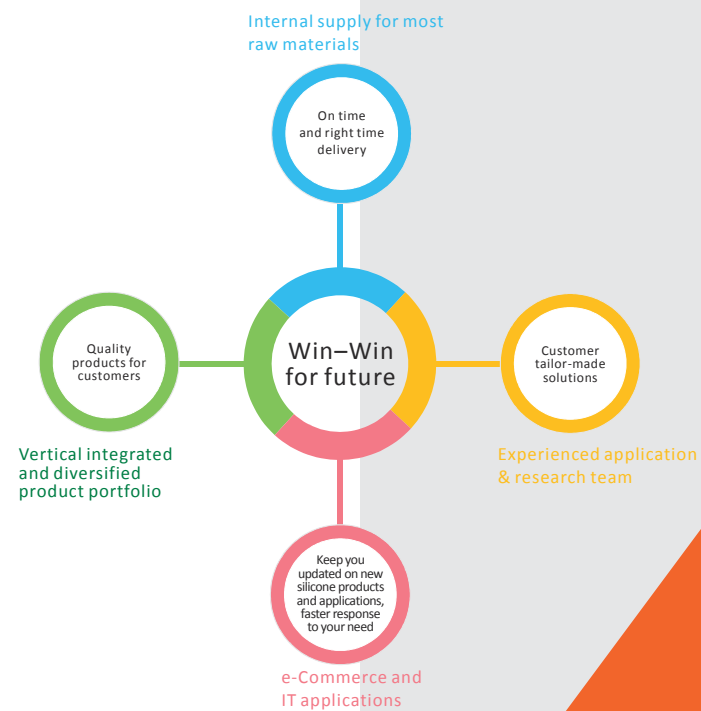 Internal supply for most
raw materials
On time
and right time
delivery
Quality
products for
customers
Win–Win
for future
Customer
tailor-made
solutions
Vertical integrated
and diversified
product portfolio
Experienced application
& research team
Keep you
updated on new
silicone products
and applications,
faster response
to your need
e-Commerce and
IT applications